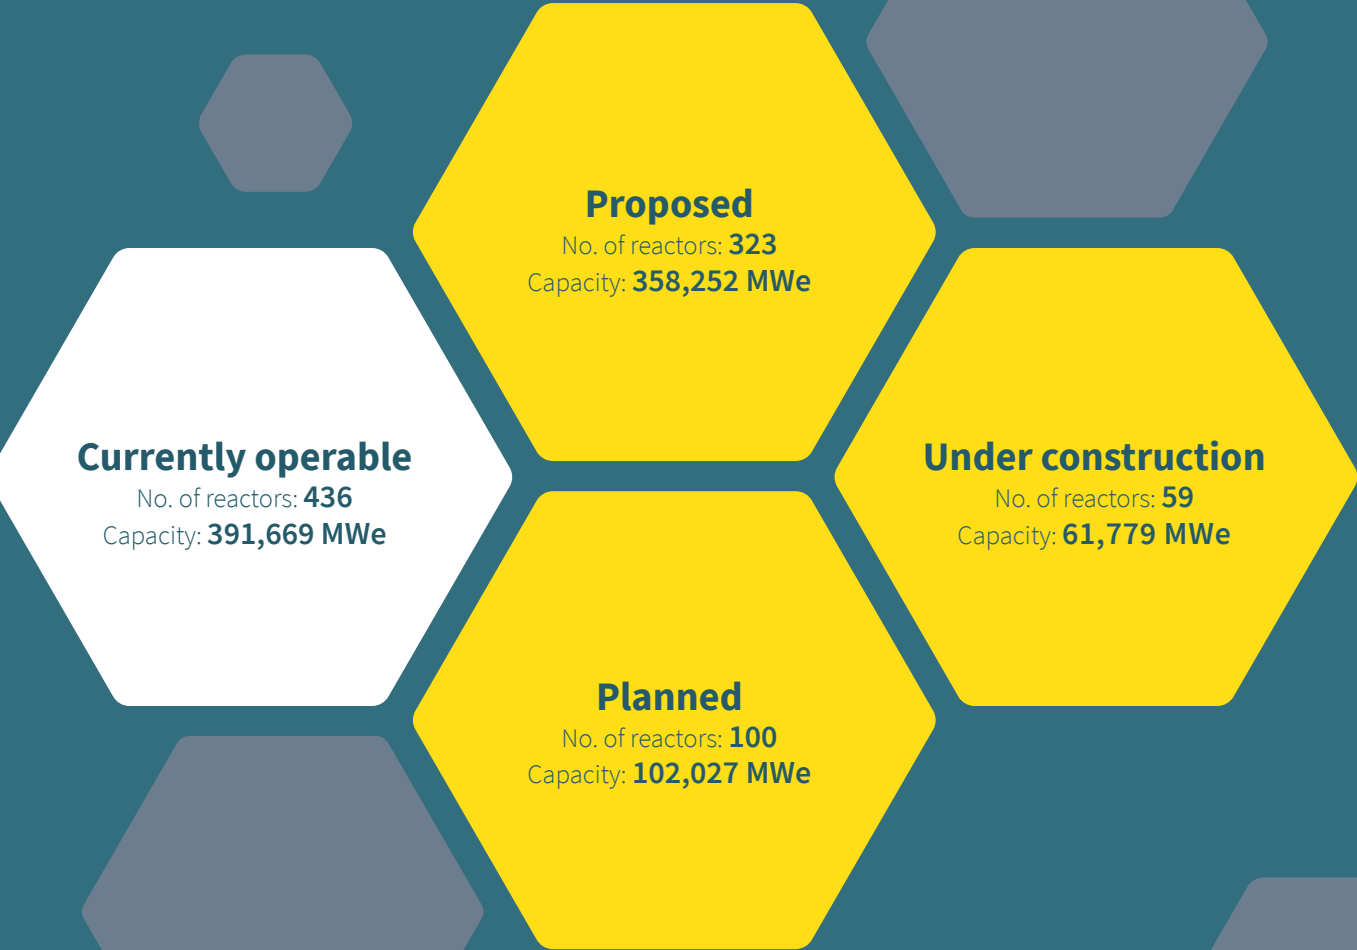 Proposed
No. of reactors: 323
Capacity: 358,252 MWe
Currently operable
No. of reactors: 436
Capacity: 391,669 MWe
Under construction
No. of reactors: 59
Capacity: 61,779 MWe
Planned
No. of reactors: 100
Capacity: 102,027 MWe